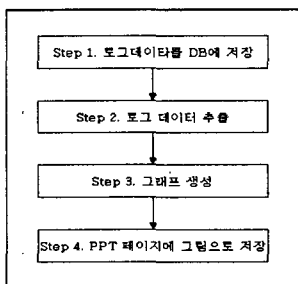 Step 1. 로그데이타를 DB에 저장
Step 2. 로그 데이터 추출
Step 3. 그래프 생성
Step 4. PPT 페이지에 그림으로 저장